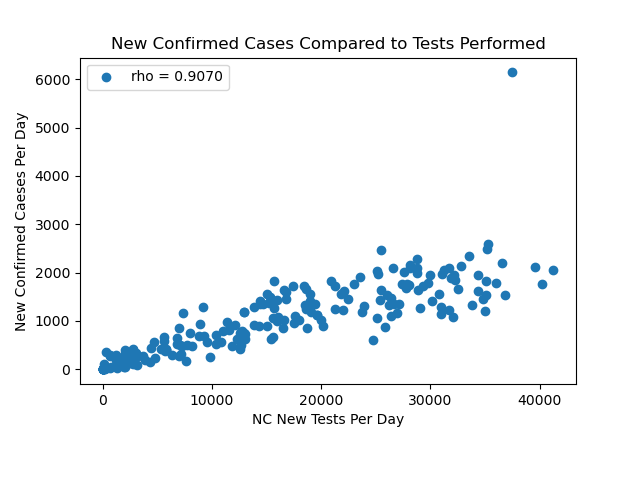 New Confirmed Cases Compared to Tests Performed
rho = 0.9070
6000
5000
4000
3000
2000
1000
0
New Confirmed Caeses Per Day
0 10000 20000 30000 40000
NC New Tests Per Day